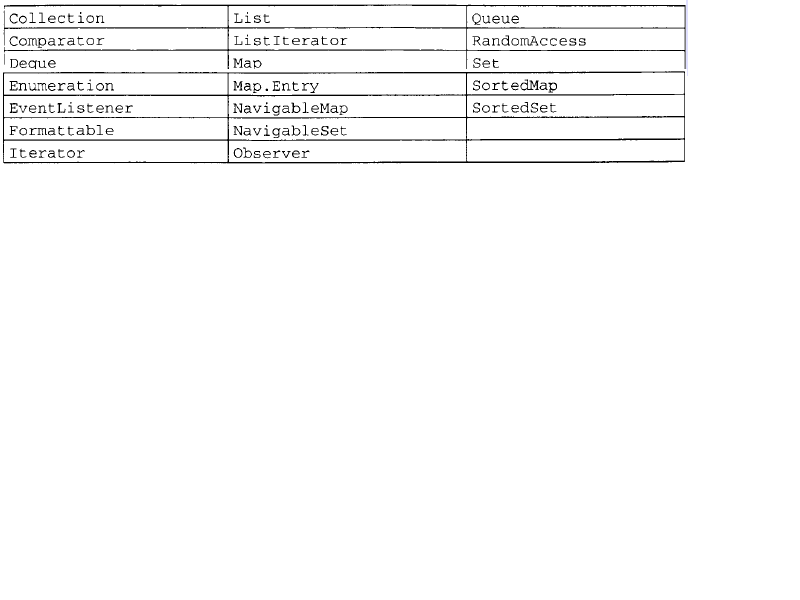 Collection List Queue
Comparator ListIterator RandomAccess
Deque Map Set
Enumeration Map.Entry SortedMap
EventListener NavigableMap SortedSet
Formattable NavigableSet
Iterator Observer